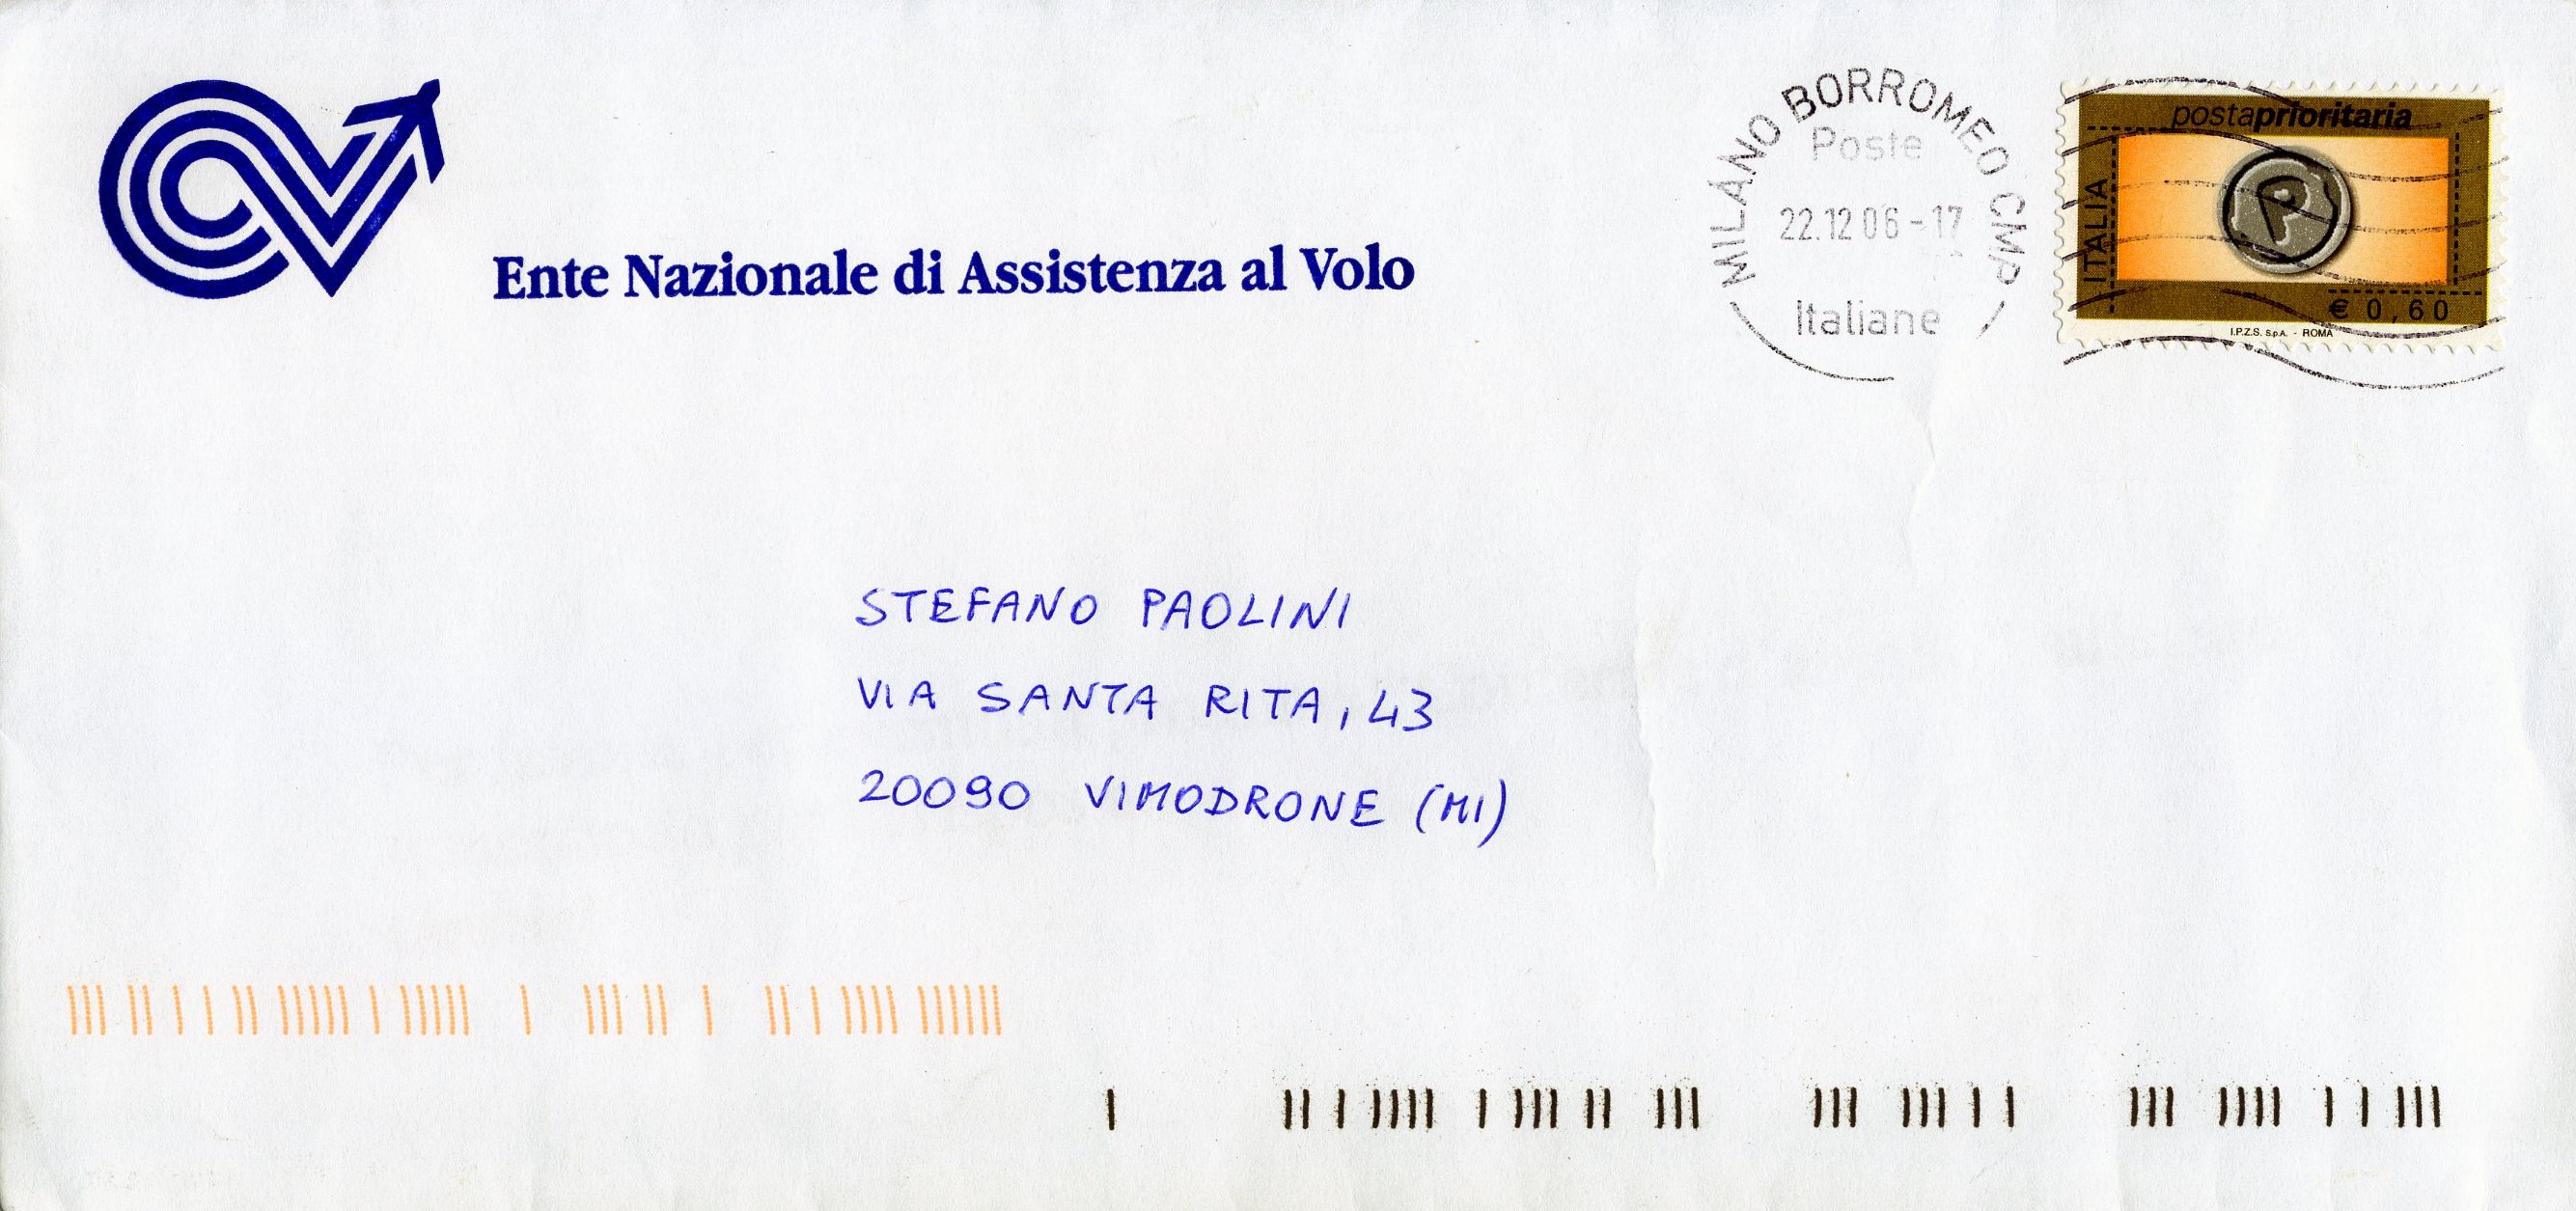 Ente Nazionale di Assistenza al Volo
MILANO BORROMEO CMP
Poste
22.12 06-17
Italiane
postaprioritaria
ITALIA
P
€ 0,60
I.P.Z.S. S.p.A. - ROMA
STEFANO PAOLINI
VIA SANTA RITA, 43
20090 VIMODRONE (MI)